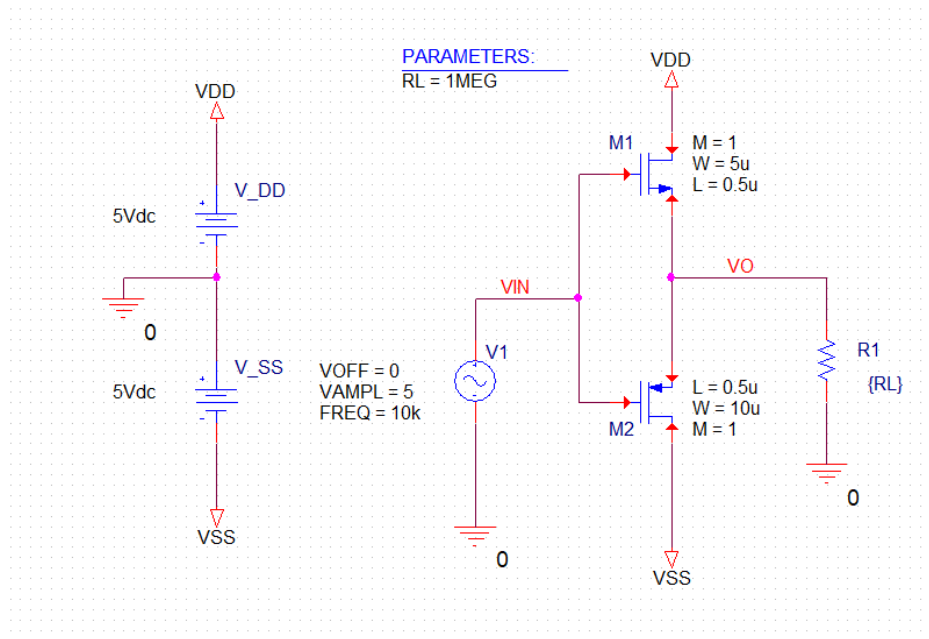 PARAMETERS:
RL = 1MEG
VDD
VDD
M1
M = 1
W = 5u
L = 0.5u
V_DD
+
5Vdc
-
VO
VIN
0
V1
R1
{RL}
V_SS
+
5Vdc
-
VOFF = 0
VAMPL = 5
FREQ = 10k
+
-
L = 0.5u
W = 10u
M = 1
M2
0
VSS
0
VSS